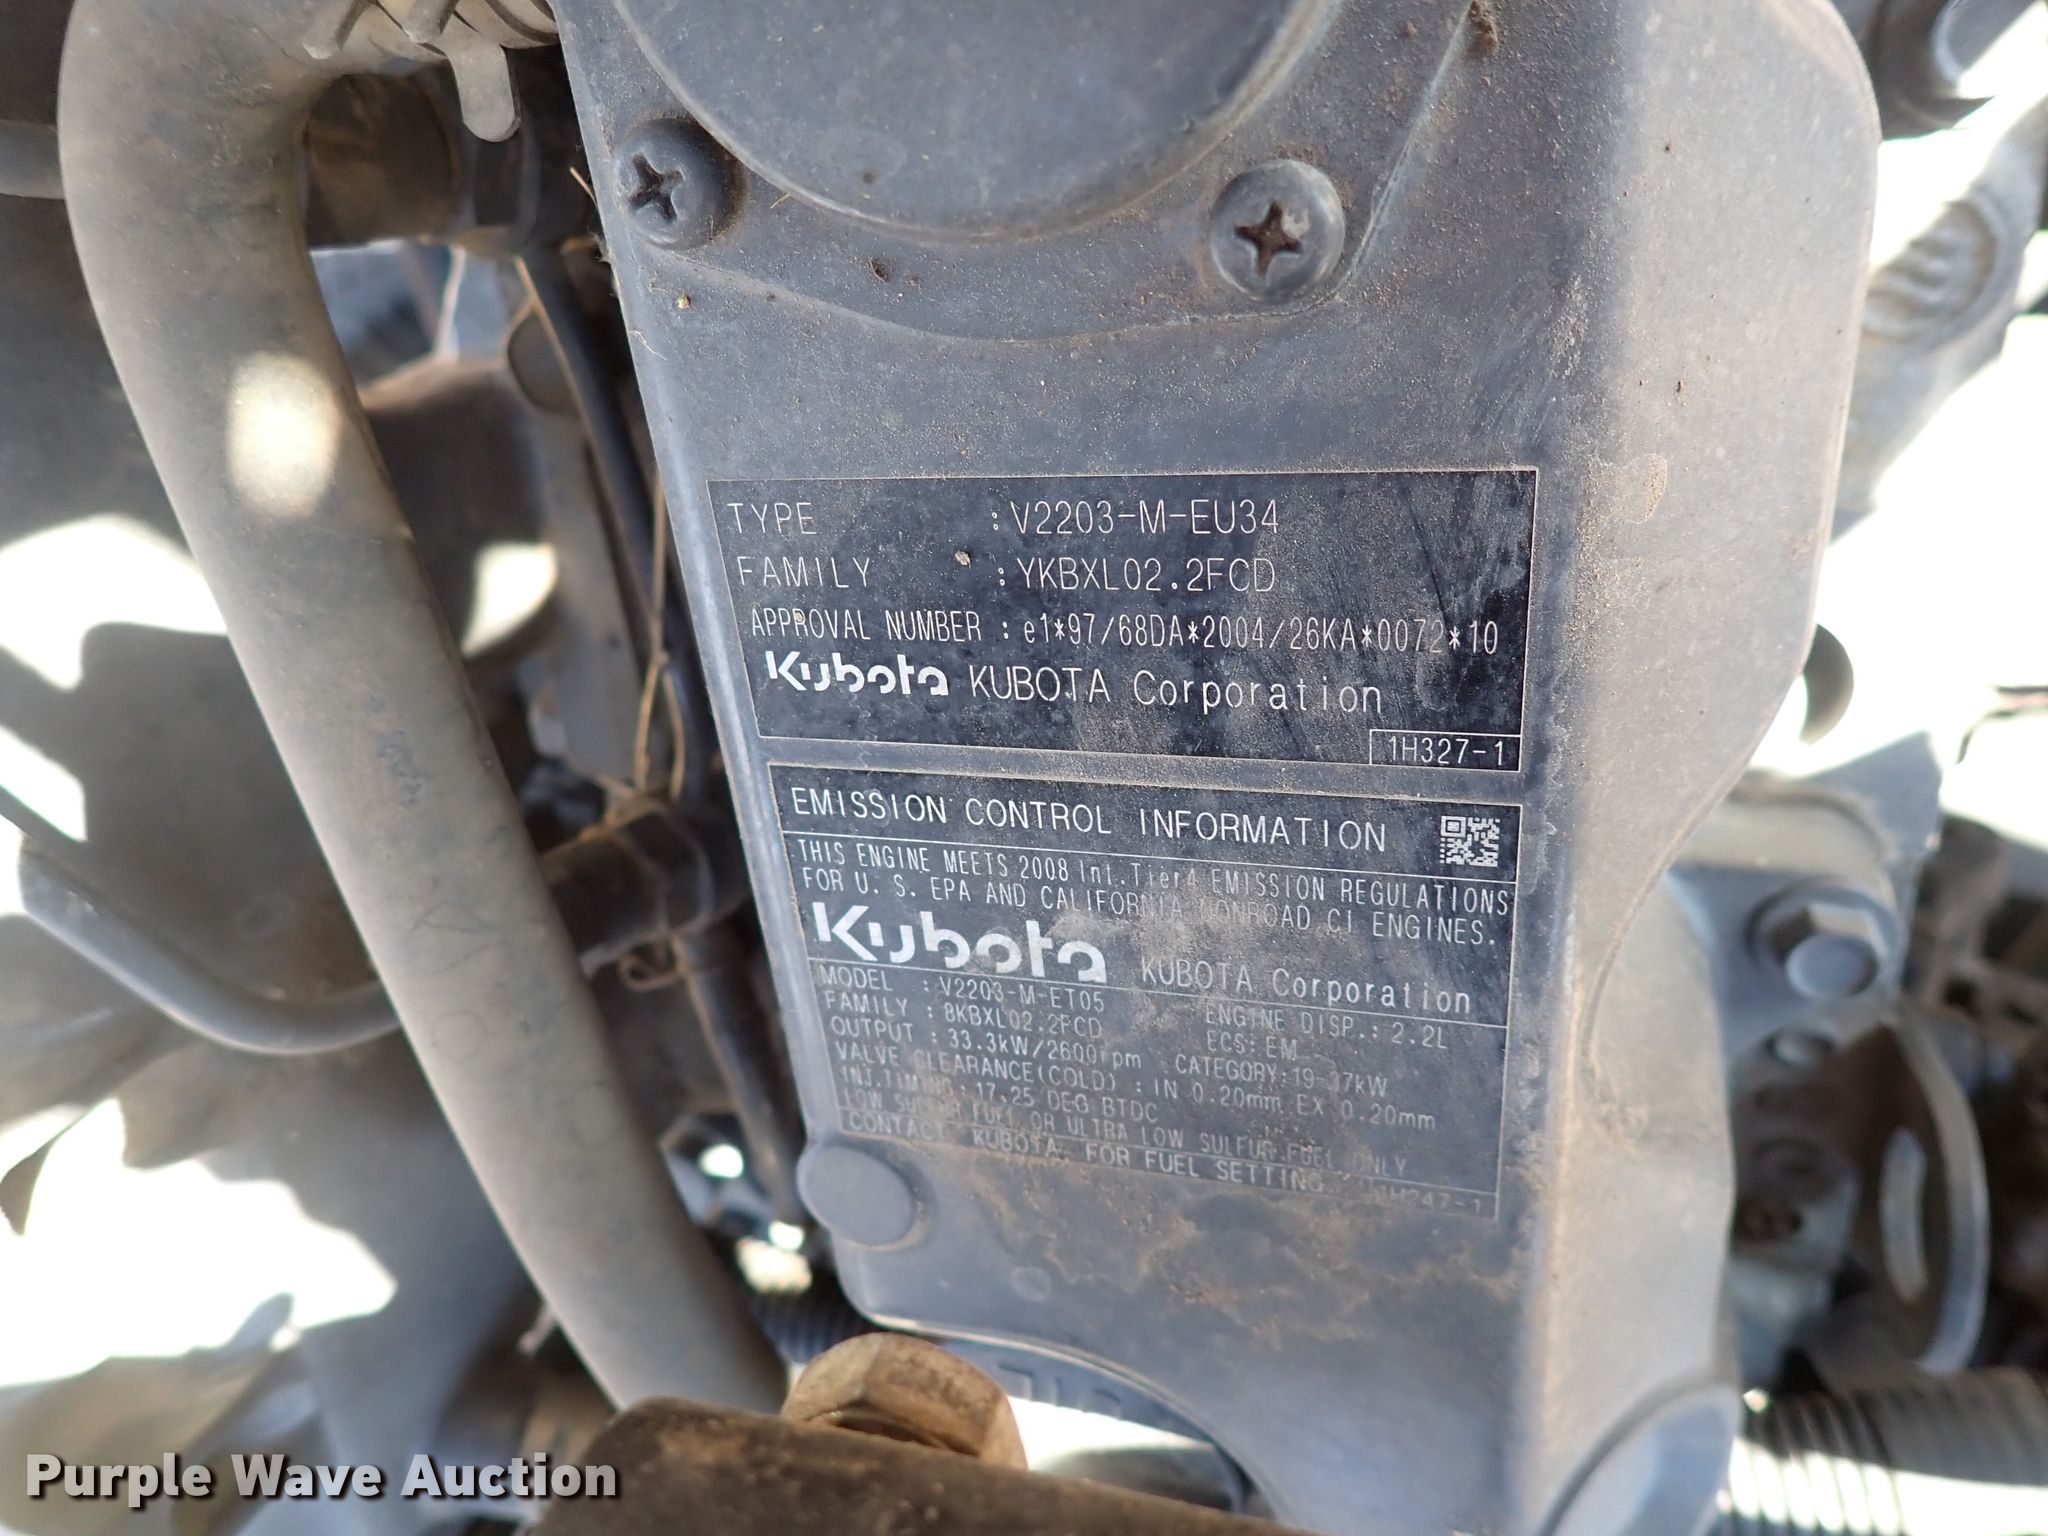 TYPE : V2203-M-EU34
FAMILY : YKBXL02.2FCD
APPROVAL NUMBER : e1*97/68DA*2004/26KA*0072*10
Kubota KUBOTA Corporation
1H327-1
EMISSION CONTROL INFORMATION
THIS ENGINE MEETS 2008 Int.Tier4 EMISSION REGULATIONS
FOR U. S. EPA AND CALIFORNIA NONROAD CI ENGINES.
Kubota KUBOTA Corporation
MODEL : V2203-M-ET05 ENGINE DISP.: 2.2L
FAMILY : 8KBXL02.2FCD ECS: EM
OUTPUT : 33.3kW/2600rpm CATEGORY:19-37kW
VALVE CLEARANCE(COLD) : IN 0.20mm EX 0.20mm
INJ.TIMING:17.25 DEG BTDC
LOW SULFUR FUEL OR ULTRA LOW SULFUR FUEL ONLY
CONTACT KUBOTA FOR FUEL SETTING.
Purple Wave Auction